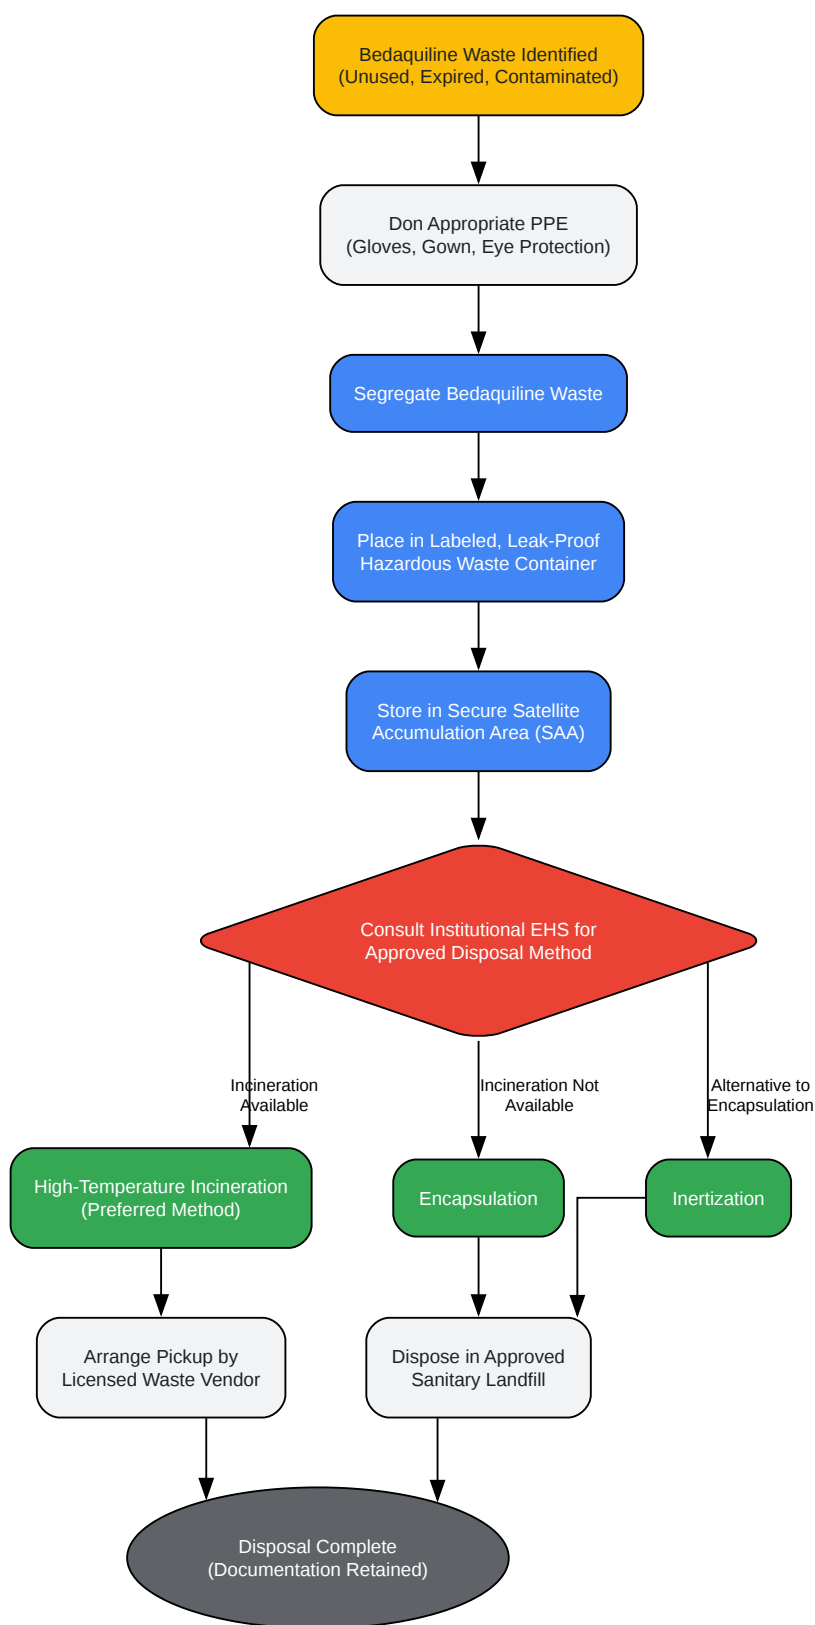 Bedaquiline Waste Identified
(Unused, Expired, Contaminated)
Don Appropriate PPE
(Gloves, Gown, Eye Protection)
Segregate Bedaquiline Waste
Place in Labeled, Leak-Proof
Hazardous Waste Container
Store in Secure Satellite
Accumulation Area (SAA)
Consult Institutional EHS for
Approved Disposal Method
Incineration
Available
Incineration Not
Available
Alternative to
Encapsulation
High-Temperature Incineration
(Preferred Method)
Encapsulation
Inertization
Arrange Pickup by
Licensed Waste Vendor
Dispose in Approved
Sanitary Landfill
Disposal Complete
(Documentation Retained)